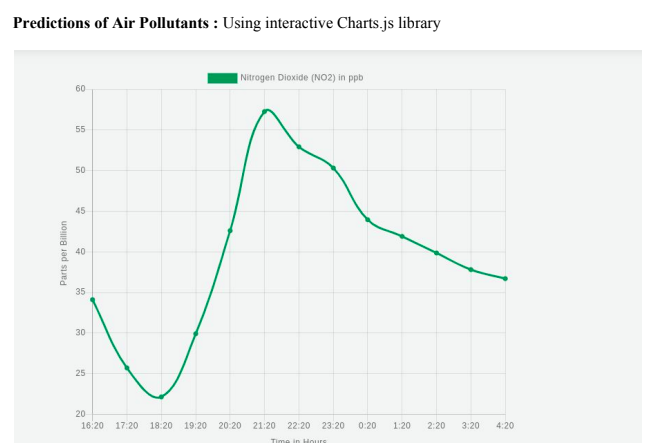 Predictions of Air Pollutants : Using interactive Charts.js library
Nitrogen Dioxide (NO2) in ppb
60
55
50
45
40
35
30
25
20
Parts per Billion
16:20 17:20 18:20 19:20 20:20 21:20 22:20 23:20 0:20 1:20 2:20 3:20 4:20
Time in Hours